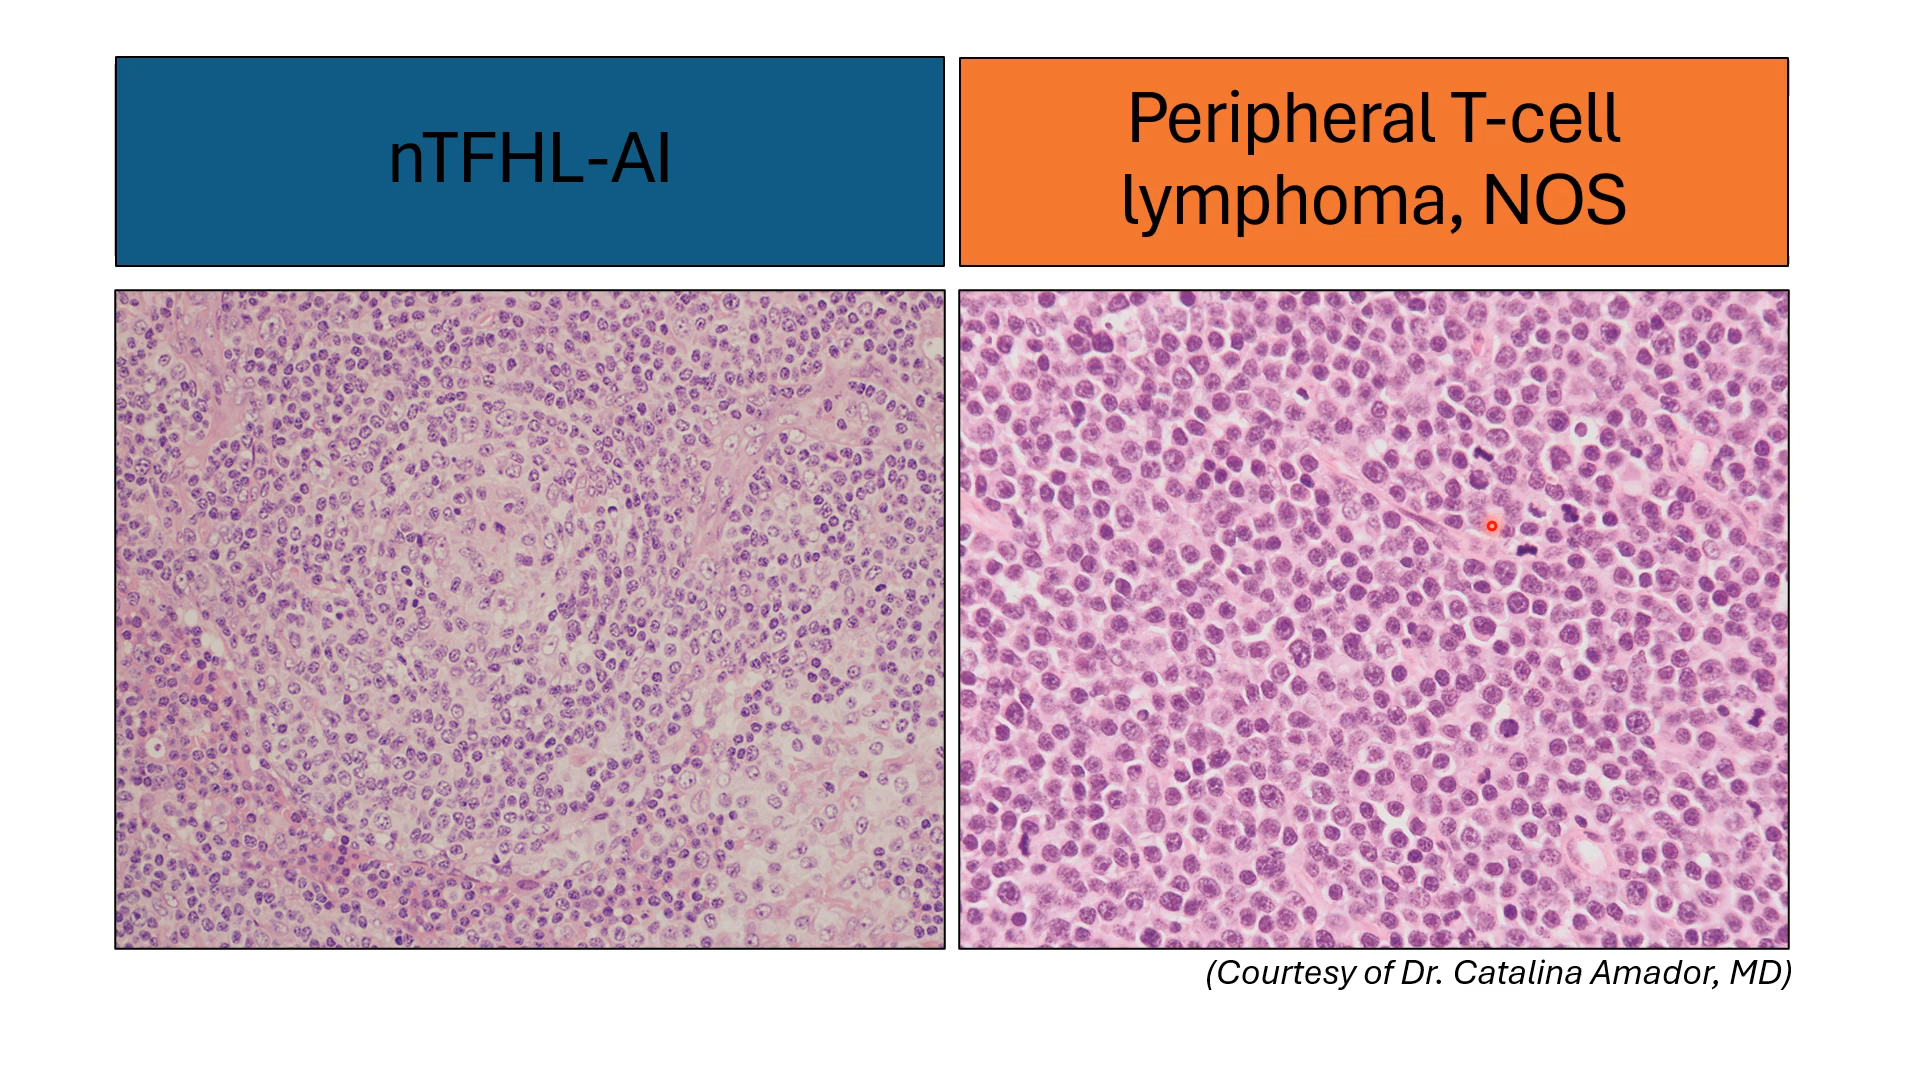 nTFHL-AI
Peripheral T-cell
lymphoma, NOS
(Courtesy of Dr. Catalina Amador, MD)